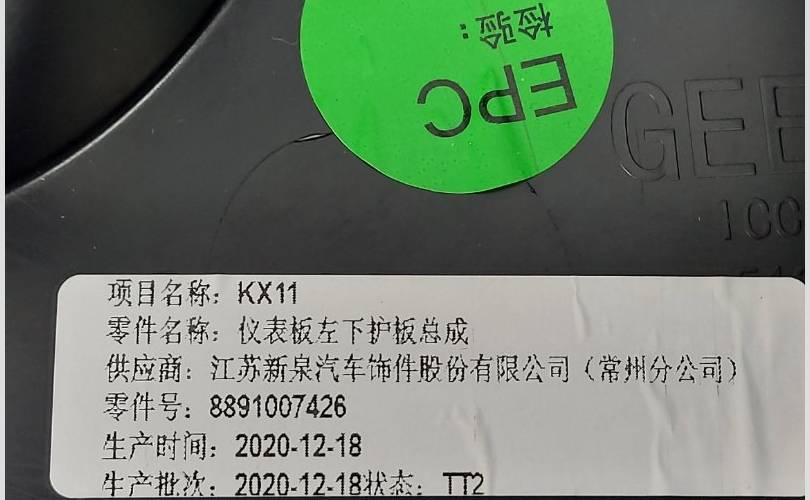 检验:
EPC
GEE
100
项目名称：KX11
零件名称：仪表板左下护板总成
供应商：江苏新泉汽车饰件股份有限公司（常州分公司）
零件号：8891007426
生产时间：2020-12-18
生产批次：2020-12-18状态：TT2